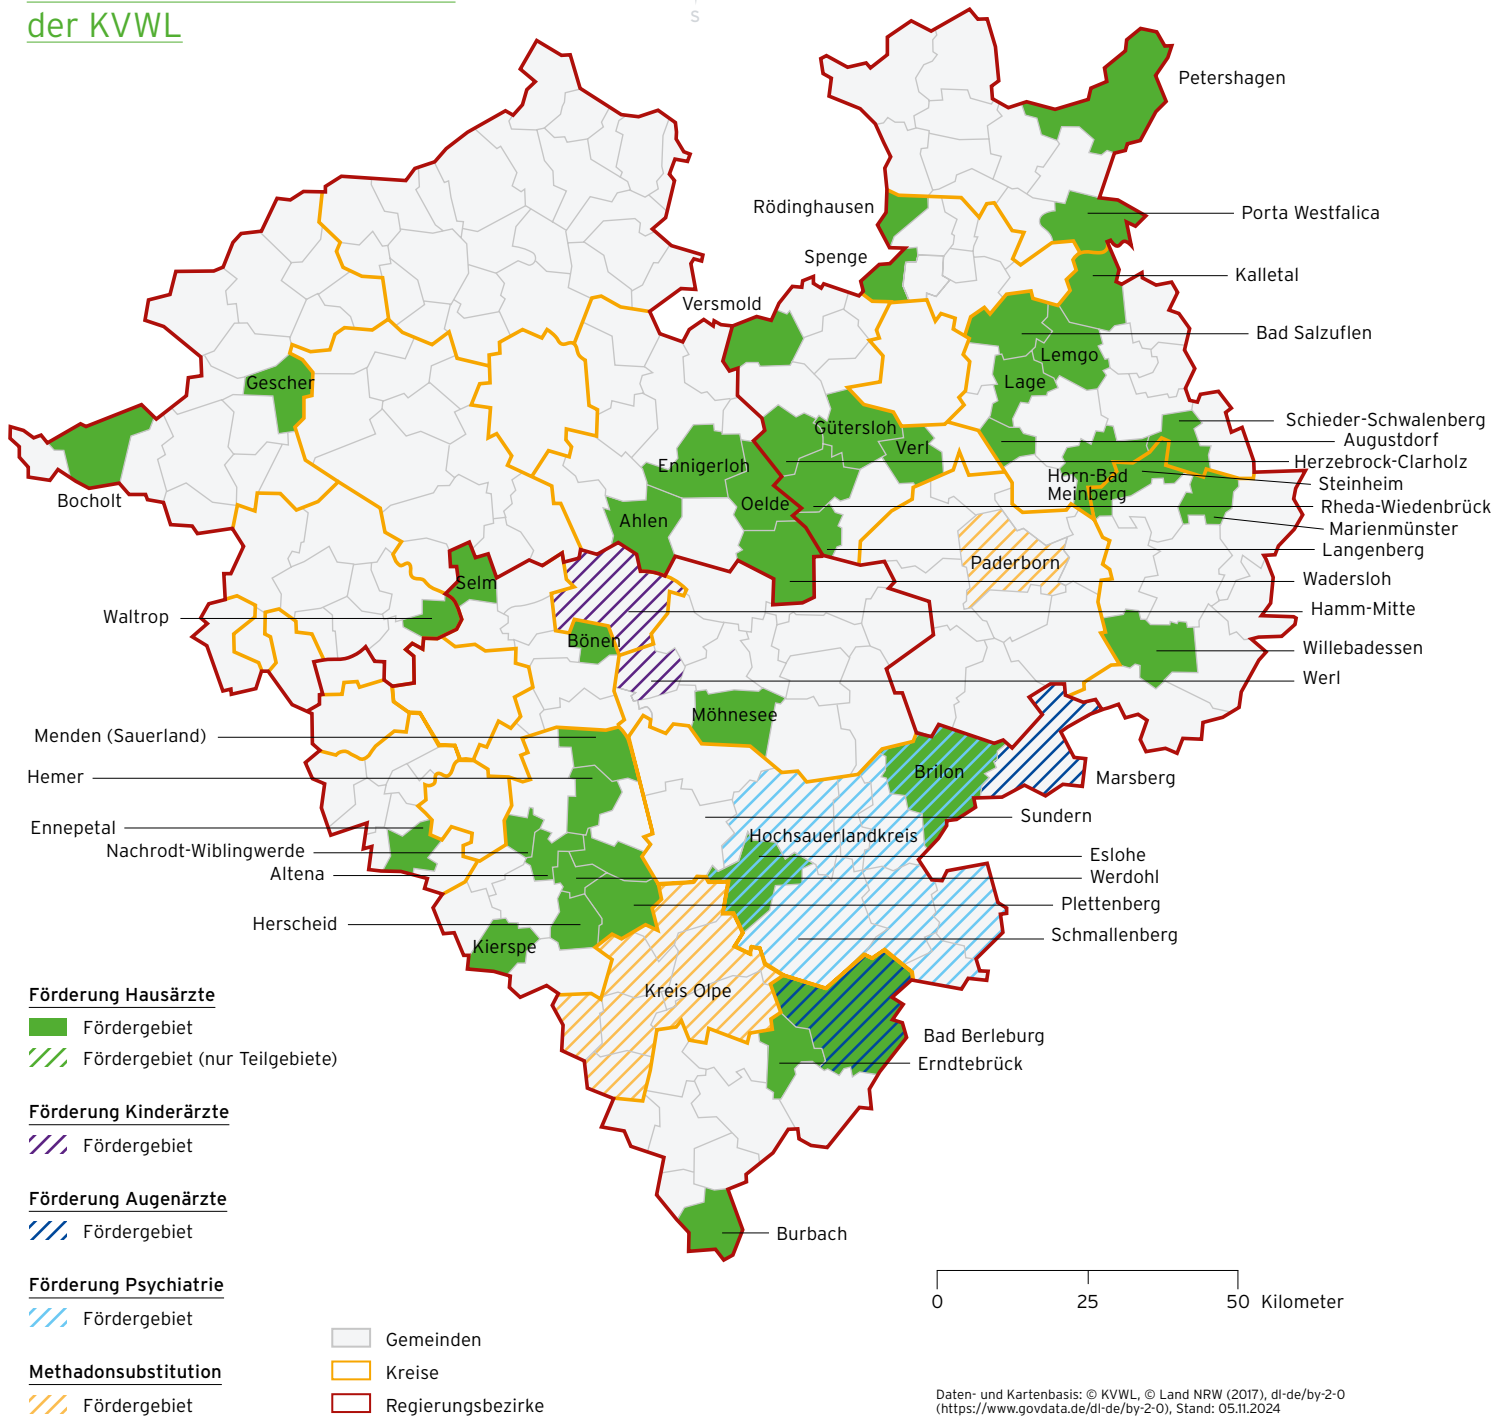 der KVWL
S
Petershagen
Rödinghausen
Porta Westfalica
Spenge
Kalletal
Versmold
Bad Salzuflen
Lemgo
Gescher
Lage
Schieder-Schwalenberg
Gütersloh
Augustdorf
Verl
Herzebrock-Clarholz
Ennigerloh
Horn-Bad
Meinberg
Steinheim
Bocholt
Oelde
Rheda-Wiedenbrück
Ahlen
Marienmünster
Langenberg
Paderborn
Selm
Wadersloh
Waltrop
Hamm-Mitte
Bönen
Willebadessen
Werl
Möhnesee
Menden (Sauerland)
Brilon
Hemer
Marsberg
Sundern
Ennepetal
Hochsauerlandkreis
Nachrodt-Wiblingwerde
Eslohe
Altena
Werdohl
Plettenberg
Herscheid
Schmallenberg
Kierspe
Kreis Olpe
Förderung Hausärzte
Fördergebiet
Bad Berleburg
Fördergebiet (nur Teilgebiete)
Erndtebrück
Förderung Kinderärzte
Fördergebiet
Förderung Augenärzte
Fördergebiet
Burbach
Förderung Psychiatrie
Fördergebiet
0 25 50 Kilometer
Gemeinden
Methadonsubstitution
Kreise
Fördergebiet
Regierungsbezirke
Daten- und Kartenbasis: © KVWL, © Land NRW (2017), dl-de/by-2-0
(https://www.govdata.de/dl-de/by-2-0), Stand: 05.11.2024